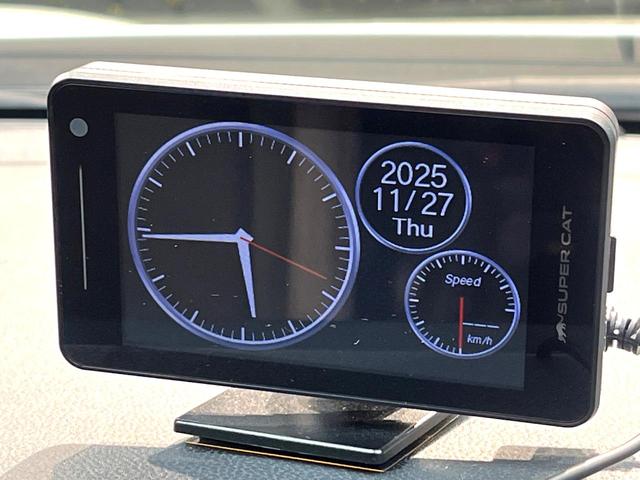 2025
11/27
Thu
Speed
km/h
SUPER CAT